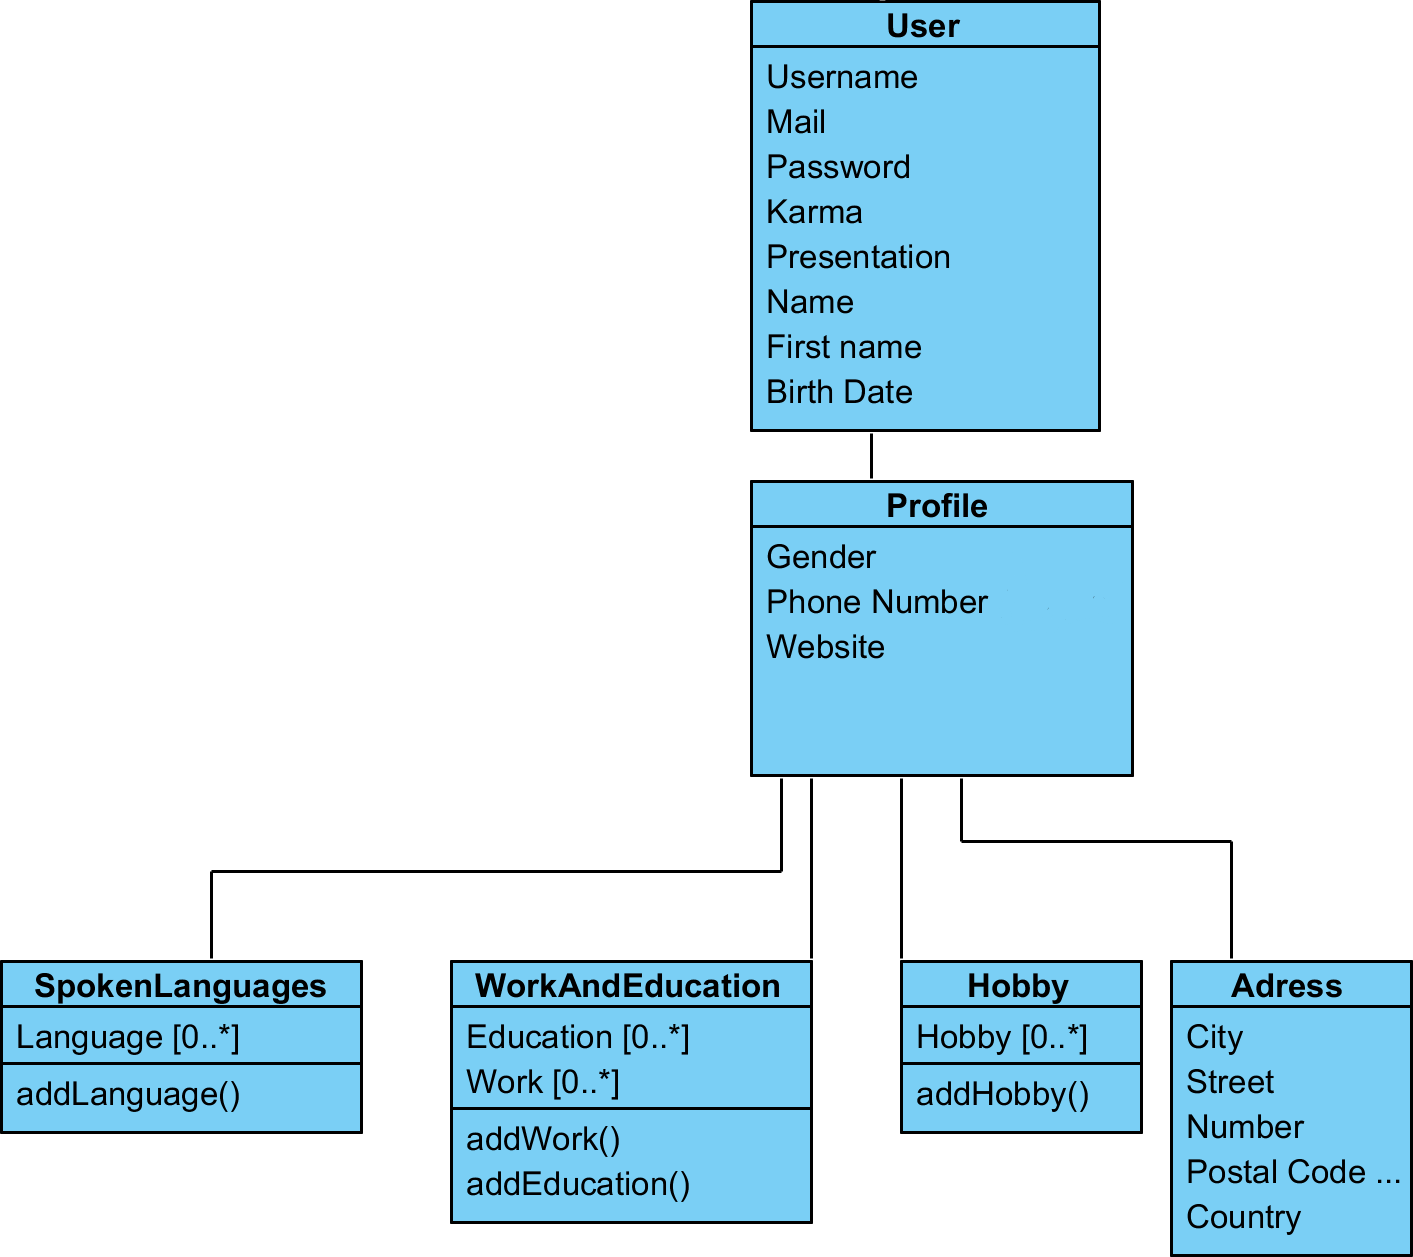 User
Username
Mail
Password
Karma
Presentation
Name
First name
Birth Date
Profile
Gender
Phone Number
Website
SpokenLanguages
Language [0..*]
addLanguage()
WorkAndEducation
Education [0..*]
Work [0..*]
addWork()
addEducation()
Hobby
Hobby [0..*]
addHobby()
Adress
City
Street
Number
Postal Code ...
Country